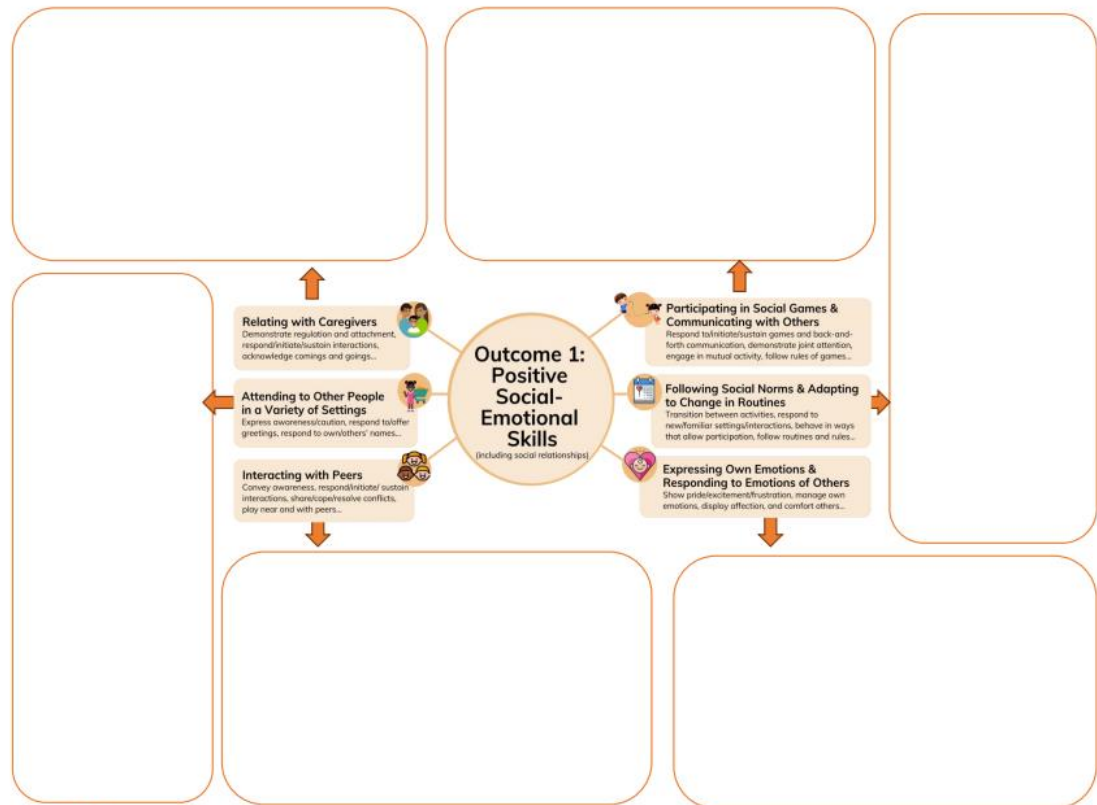 Relating with Caregivers
Demonstrate regulation and attachment,
respond/initiate/sustain interactions,
acknowledge comings and goings...
Attending to Other People
in a Variety of Settings
Express awareness/caution, respond to/offer
greetings, respond to own/others' names...
Interacting with Peers
Convey awareness, respond/initiate/ sustain
interactions, share/cope/resolve conflicts,
play near and with peers...
Outcome 1:
Positive
Social-
Emotional
Skills
(including social relationships)
Participating in Social Games &
Communicating with Others
Respond to/initiate/sustain games and back-and-
forth communication, demonstrate joint attention,
engage in mutual activity, follow rules of games...
Following Social Norms & Adapting
to Change in Routines
Transition between activities, respond to
new/familiar settings/interactions, behave in ways
that allow participation, follow routines and rules...
Expressing Own Emotions &
Responding to Emotions of Others
Show pride/excitement/frustration, manage own
emotions, display affection, and comfort others...